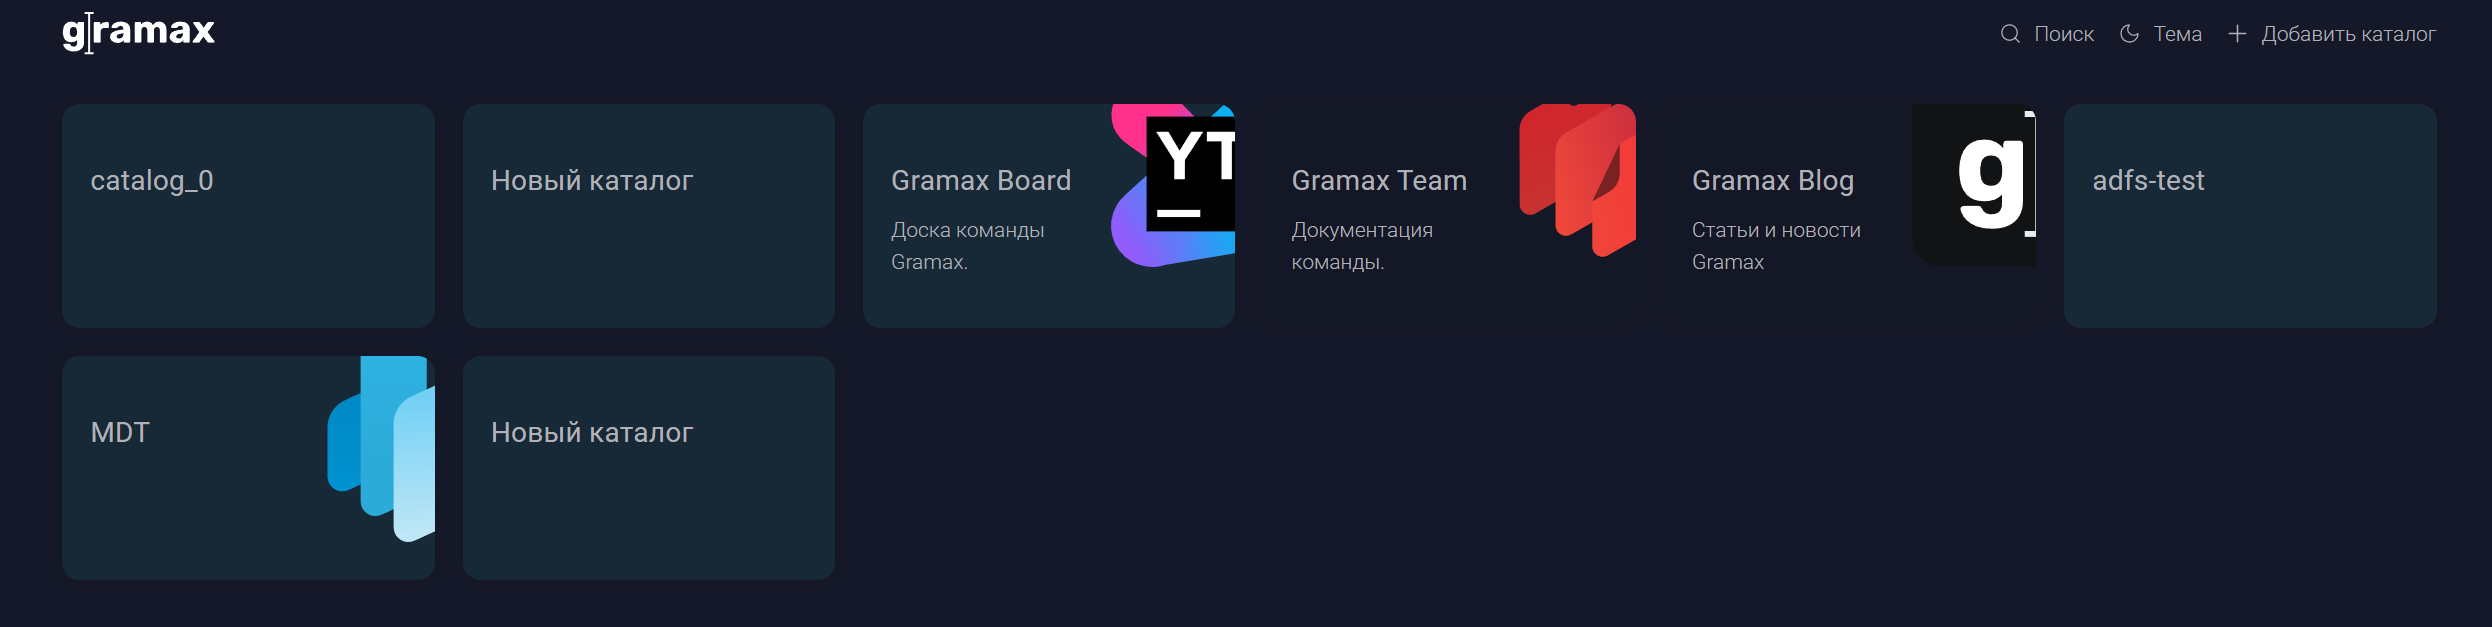 gramax
Поиск
Тема
Добавить каталог
catalog_0
Новый каталог
Gramax Board
Доска команды
Gramax.
YT
Gramax Team
Документация
команды.
Gramax Blog
Статьи и новости
Gramax
g
adfs-test
MDT
Новый каталог